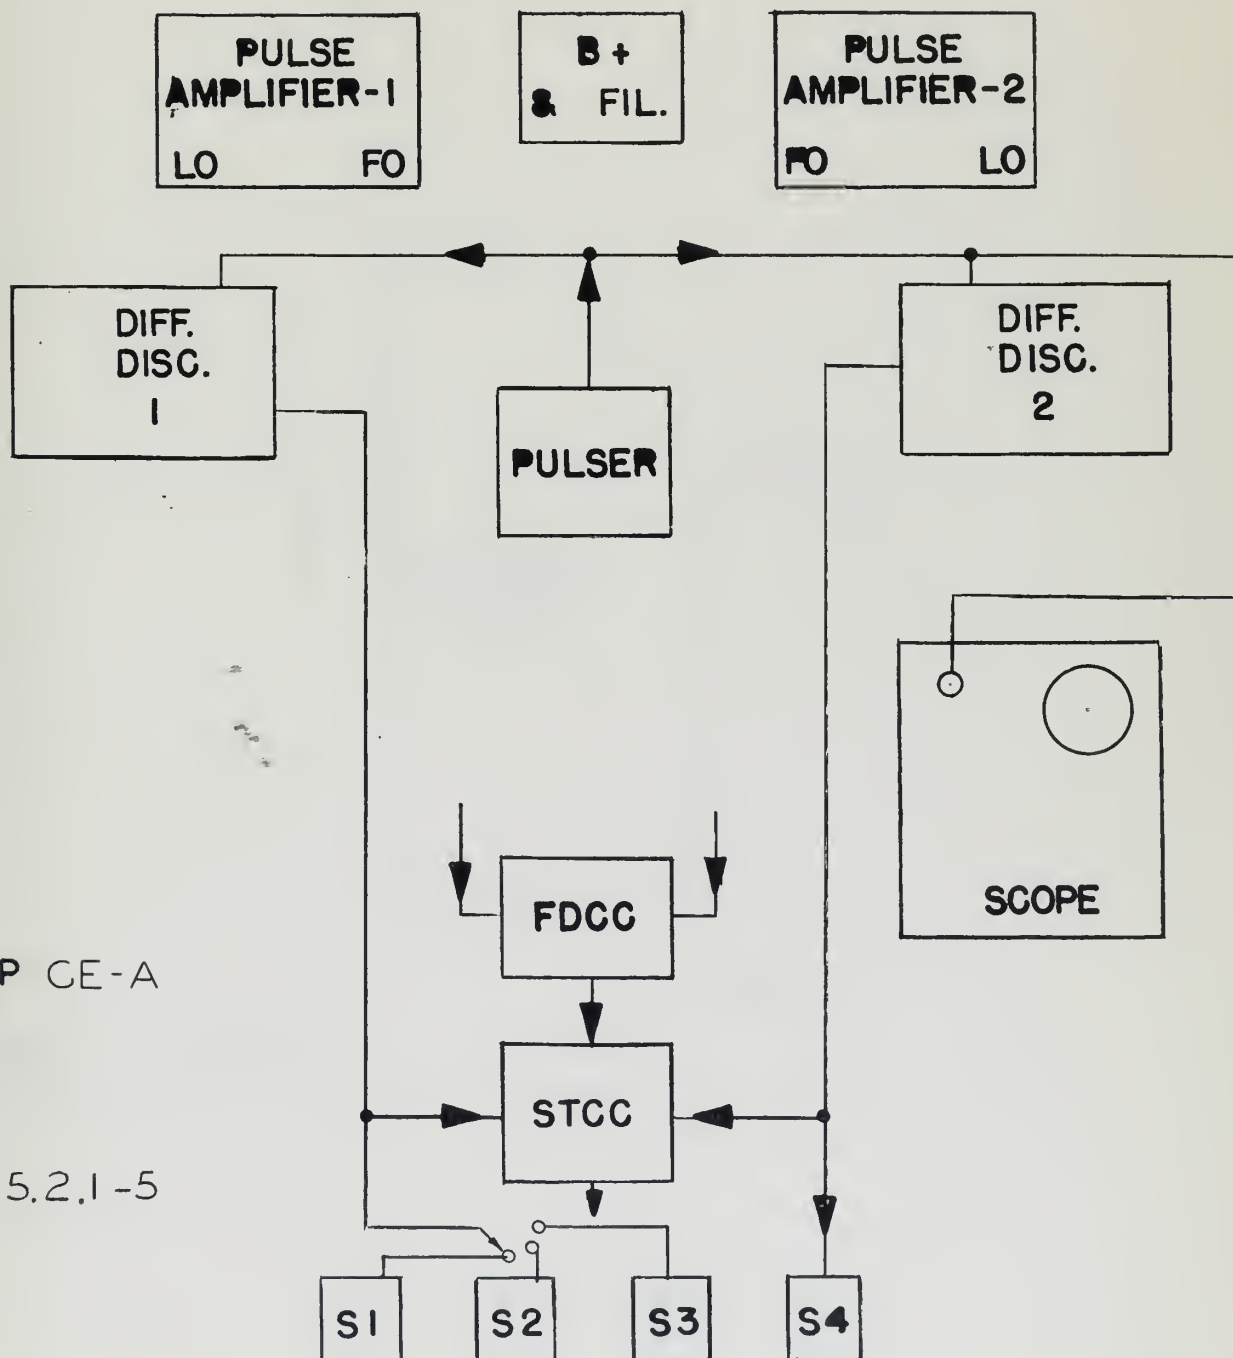 PULSE
AMPLIFIER-1
LO FO
B+
& FIL.
PULSE
AMPLIFIER-2
FO LO
DIFF.
DISC.
1
PULSER
DIFF.
DISC.
2
FDCC
SCOPE
P CE-A
STCC
5.2.1-5
S1
S2
S3
S4